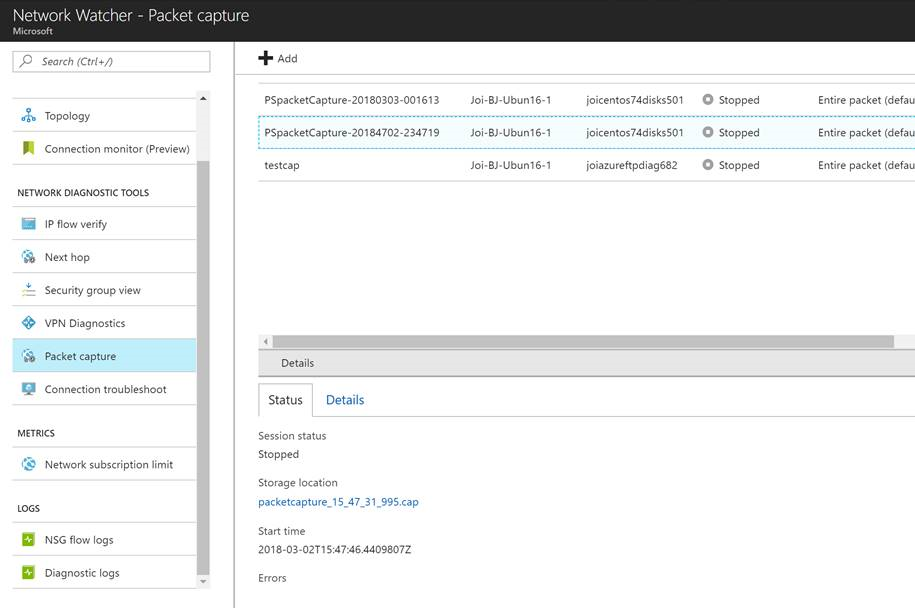 Network Watcher - Packet capture
Microsoft
Search (Ctrl+/)
Topology
Connection monitor (Preview)
NETWORK DIAGNOSTIC TOOLS
IP flow verify
Next hop
Security group view
VPN Diagnostics
Packet capture
Connection troubleshoot
METRICS
Network subscription limit
LOGS
NSG flow logs
Diagnostic logs
Add
PSpacketCapture-20180303-001613 Joi-BJ-Ubun16-1 joicentos74disks501 Stopped Entire packet (defau
PSpacketCapture-20184702-234719 Joi-BJ-Ubun16-1 joicentos74disks501 Stopped Entire packet (defau
testcap Joi-BJ-Ubun16-1 joiazureftpdiag682 Stopped Entire packet (defau
Details
Status Details
Session status
Stopped
Storage location
packetcapture_15_47_31_995.cap
Start time
2018-03-02T15:47:46.4409807Z
Errors